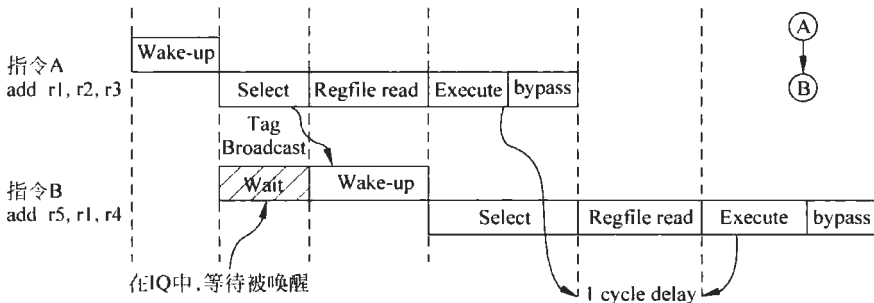 Wake-up
A
指令A
add r1, r2, r3
Select
Regfile read
Execute
bypass
B
Tag
Broadcast
指令B
add r5, r1, r4
Wait
Wake-up
Select
Regfile read
Execute
bypass
在IQ中,等待被唤醒
1 cycle delay